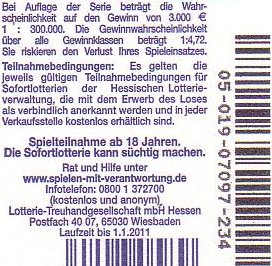 Bei Auflage der Serie beträgt die Wahr-
scheinlichkeit auf den Gewinn von 3.000 €
1 : 300.000. Die Gewinnwahrscheinlichkeit
über alle Gewinnklassen beträgt 1:4,72.
Sie riskieren den Verlust Ihres Spieleinsatzes.
Teilnahmebedingungen: Es gelten die
jeweils gültigen Teilnahmebedingungen für
Sofortlotterien der Hessischen Lotterie-
verwaltung, die mit dem Erwerb des Loses
als verbindlich anerkannt werden und in jeder
Verkaufsstelle kostenlos erhältlich sind.
Spielteilnahme ab 18 Jahren.
Die Sofortlotterie kann süchtig machen.
Rat und Hilfe unter
www.spielen-mit-verantwortung.de
Infotelefon: 0800 1 372700
(kostenlos und anonym)
Lotterie-Treuhandgesellschaft mbH Hessen
Postfach 40 07, 65030 Wiesbaden
Laufzeit bis 1.1.2011
05-019-07097-234